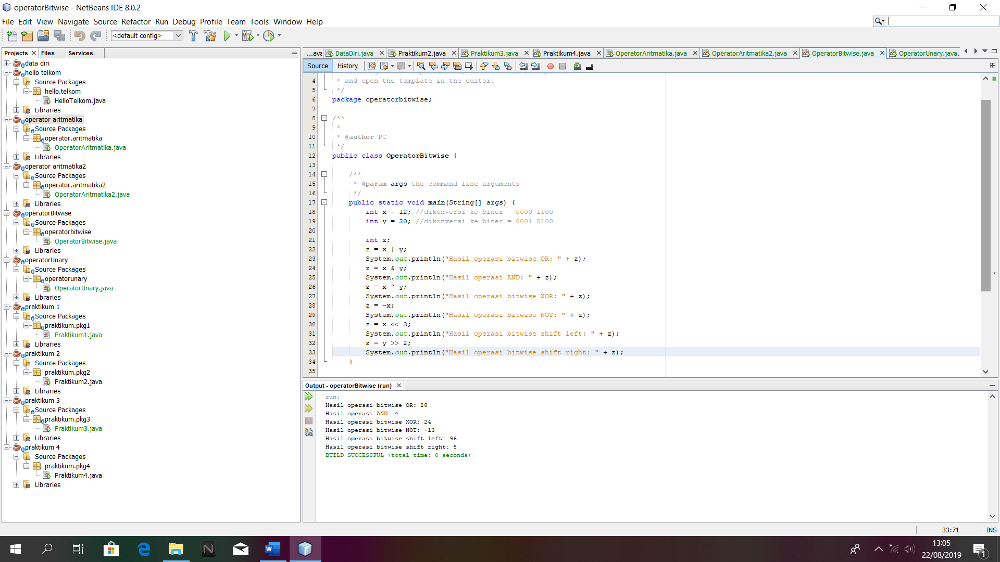 operatorBitwise - NetBeans IDE 8.0.2
File Edit View Navigate Source Refactor Run Debug Profile Team Tools Window Help
<default config>
Projects Files Services
data diri
hello telkom
Source Packages
hello.telkom
HelloTelkom.java
Libraries
operator aritmatika
Source Packages
operator.aritmatika
OperatorAritmatika.java
Libraries
operator aritmatika2
Source Packages
operator.aritmatika2
OperatorAritmatika2.java
Libraries
operatorBitwise
Source Packages
operatorbitwise
OperatorBitwise.java
Libraries
operatorUnary
Source Packages
operatorunary
OperatorUnary.java
Libraries
praktikum 1
Source Packages
praktikum.pkg1
Praktikum1.java
Libraries
praktikum 2
Source Packages
praktikum.pkg2
Praktikum2.java
Libraries
praktikum 3
Source Packages
praktikum.pkg3
Praktikum3.java
Libraries
praktikum 4
Source Packages
praktikum.pkg4
Praktikum4.java
Libraries
...ava DataDiri.java Praktikum2.java Praktikum3.java Praktikum4.java OperatorAritmatika.java OperatorAritmatika2.java OperatorBitwise.java OperatorUnary.java...
Source History
4 * and open the template in the editor.
5 */
6 package operatorbitwise;
7
8 /**
9 *
10 * @author PC
11 */
12 public class OperatorBitwise {
13
14 /**
15 * @param args the command line arguments
16 */
17 public static void main(String[] args) {
18 int x = 12; //dikonversi ke biner = 0000 1100
19 int y = 20; //dikonversi ke biner = 0001 0100
20
21 int z;
22 z = x | y;
23 System.out.println("Hasil operasi bitwise OR: " + z);
24 z = x & y;
25 System.out.println("Hasil operasi AND: " + z);
26 z = x ^ y;
27 System.out.println("Hasil operasi bitwise XOR: " + z);
28 z = ~x;
29 System.out.println("Hasil operasi bitwise NOT: " + z);
30 z = x << 3;
31 System.out.println("Hasil operasi bitwise shift left: " + z);
32 z = y >> 2;
33 System.out.println("Hasil operasi bitwise shift right: " + z);
34 }
35
Output - operatorBitwise (run)
run:
Hasil operasi bitwise OR: 28
Hasil operasi AND: 4
Hasil operasi bitwise XOR: 24
Hasil operasi bitwise NOT: -13
Hasil operasi bitwise shift left: 96
Hasil operasi bitwise shift right: 5
BUILD SUCCESSFUL (total time: 0 seconds)
33:71 INS
13:05
22/08/2019
1